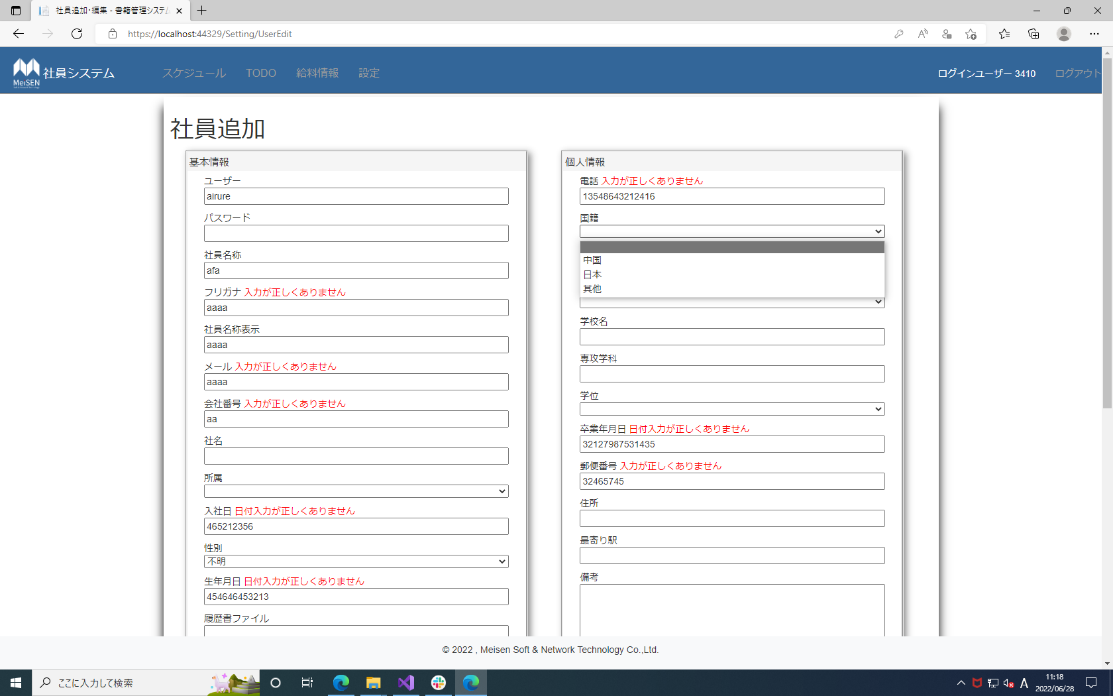 社員追加・編集 - 書籍管理システム
https://localhost:44329/Setting/UserEdit
MeiSEN
社員システム
スケジュール TODO 給料情報 設定
ログインユーザー 3410 ログアウト
社員追加
基本情報
ユーザー
airure
パスワード
社員名称
afa
フリガナ 入力が正しくありません
aaaa
社員名称表示
aaaa
メール 入力が正しくありません
aaaa
会社番号 入力が正しくありません
aa
社名
所属
入社日 日付入力が正しくありません
465212356
性別
不明
生年月日 日付入力が正しくありません
454646453213
履歴書ファイル
個人情報
電話 入力が正しくありません
13548643212416
国籍
中国
日本
其他
学校名
専攻学科
学位
卒業年月日 日付入力が正しくありません
32127987531435
郵便番号 入力が正しくありません
32465745
住所
最寄り駅
備考
© 2022 , Meisen Soft & Network Technology Co.,Ltd.
ここに入力して検索
A
11:18
2022/06/28